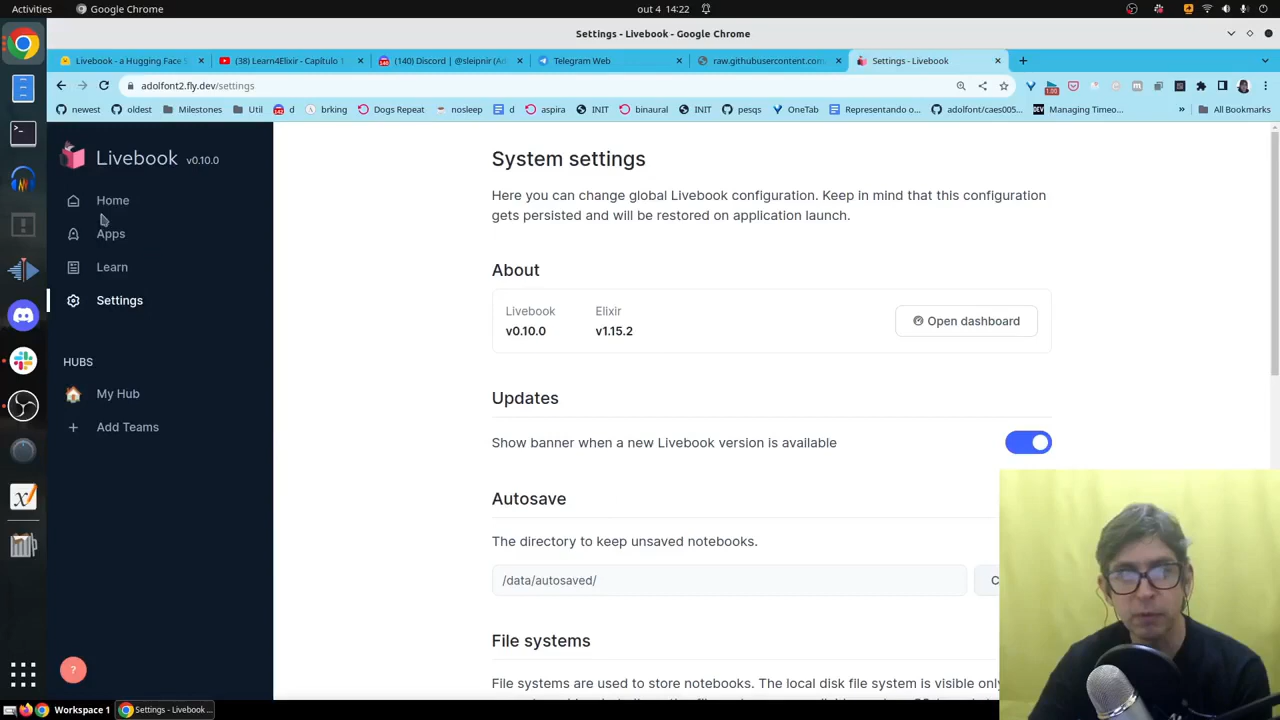 Activities
Google Chrome
out 4 14:22
Settings - Livebook - Google Chrome
Livebook - a Hugging Face S
(38) Learn4Elixir - Capítulo 1
(140) Discord | @sleipnir (A
Telegram Web
raw.githubusercontent.com
Settings - Livebook
adolfont2.fly.dev/settings
1.00
newest
oldest
Milestones
Util
d
brking
Dogs Repeat
nosleep
d
aspira
INIT
binaural
INIT
pesqs
OneTab
Representando o...
adolfont/caes005...
Managing Timeo...
»
All Bookmarks
Livebook v0.10.0
Home
Apps
Learn
Settings
HUBS
My Hub
+ Add Teams
?
System settings
Here you can change global Livebook configuration. Keep in mind that this configuration
gets persisted and will be restored on application launch.
About
Livebook Elixir
v0.10.0 v1.15.2
Open dashboard
Updates
Show banner when a new Livebook version is available
Autosave
The directory to keep unsaved notebooks.
/data/autosaved/
C
File systems
File systems are used to store notebooks. The local disk file system is visible only
Workspace 1
Settings - Livebook ...